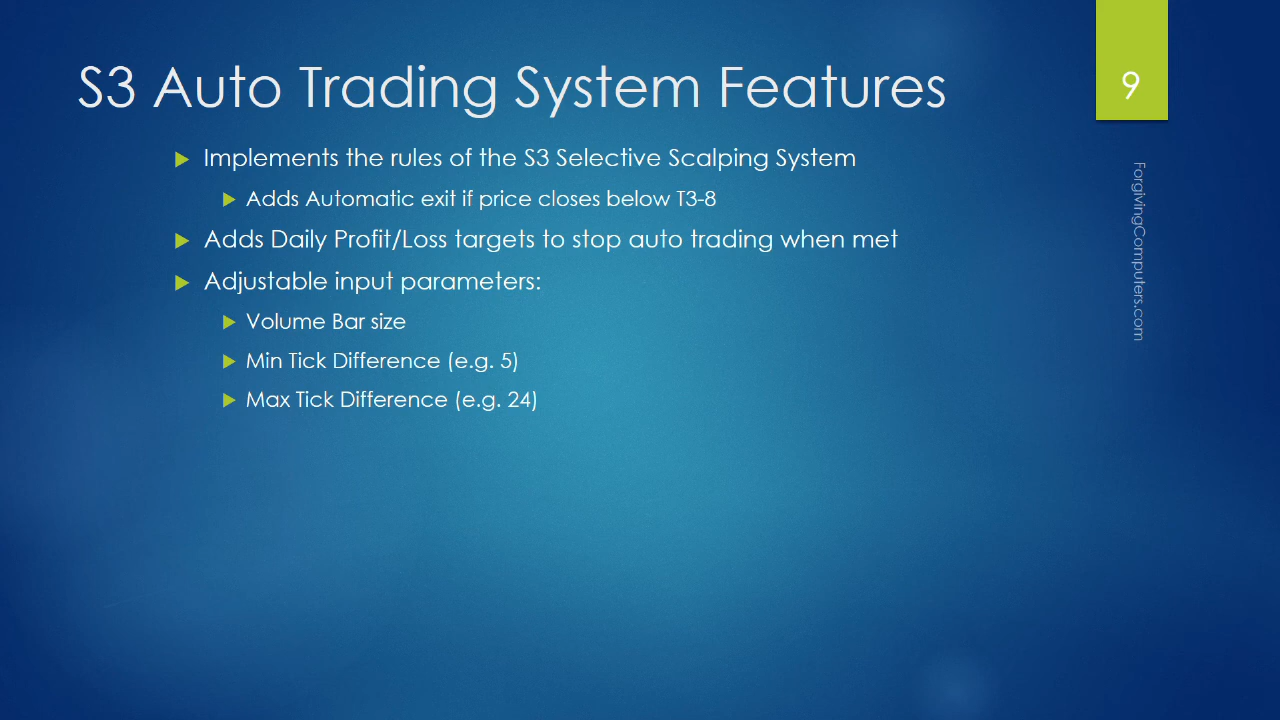 S3 Auto Trading System Features
9
Implements the rules of the S3 Selective Scalping System
Adds Automatic exit if price closes below T3-8
Adds Daily Profit/Loss targets to stop auto trading when met
Adjustable input parameters:
Volume Bar size
Min Tick Difference (e.g. 5)
Max Tick Difference (e.g. 24)
ForgivingComputers.com